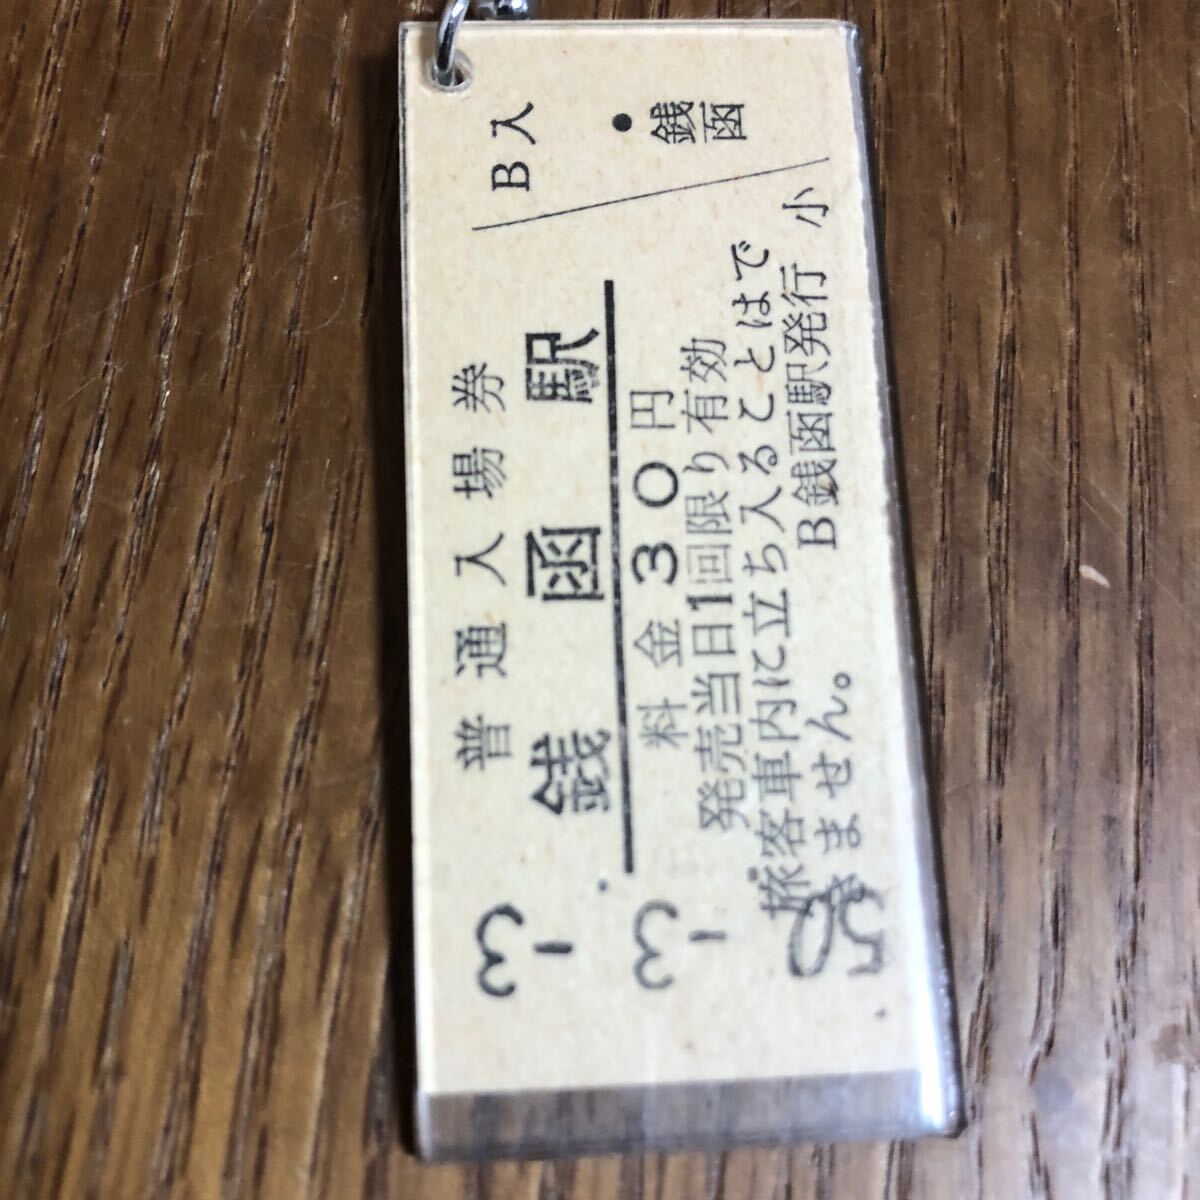 普通入場券
銭函駅
料金30円
発売当日1回限り有効
旅客車内に立ち入ることはで
きません。 B銭函駅発行
B入
・
銭函
小